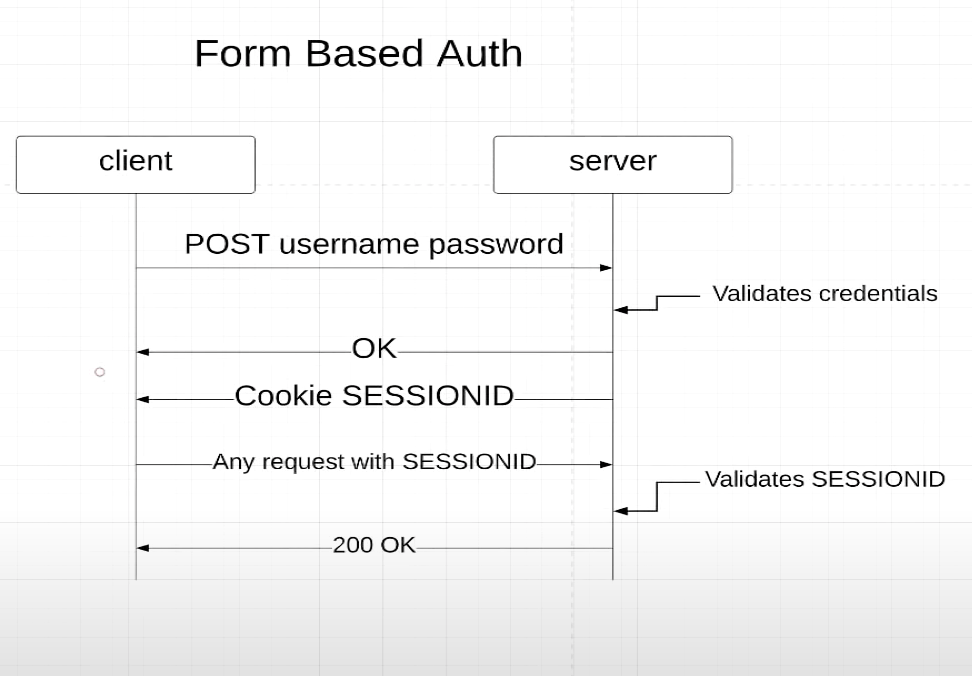 Form Based Auth
client
server
POST username password
Validates credentials
OK
Cookie SESSIONID
Any request with SESSIONID
Validates SESSIONID
200 OK